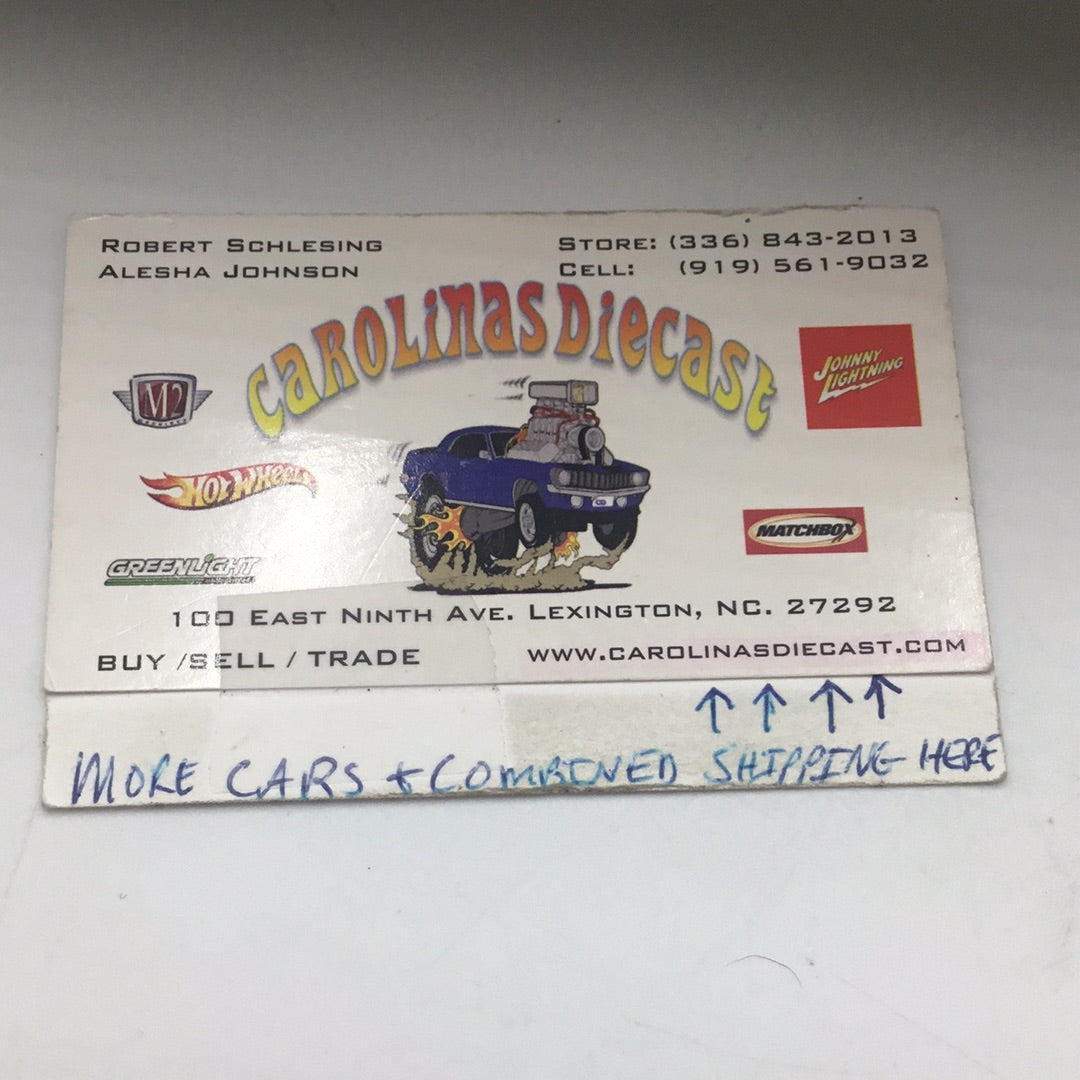 ROBERT SCHLESING
ALESHA JOHNSON
STORE: (336) 843-2013
CELL: (919) 561-9032
CAROLINAS DIECAST
M2
JOHNNY
LIGHTNING
HOT WHEELS
MATCHBOX
GREENLIGHT
100 EAST NINTH AVE. LEXINGTON, NC. 27292
BUY /SELL / TRADE
WWW.CAROLINASDIECAST.COM
MORE CARS & COMBINED SHIPPING HERE